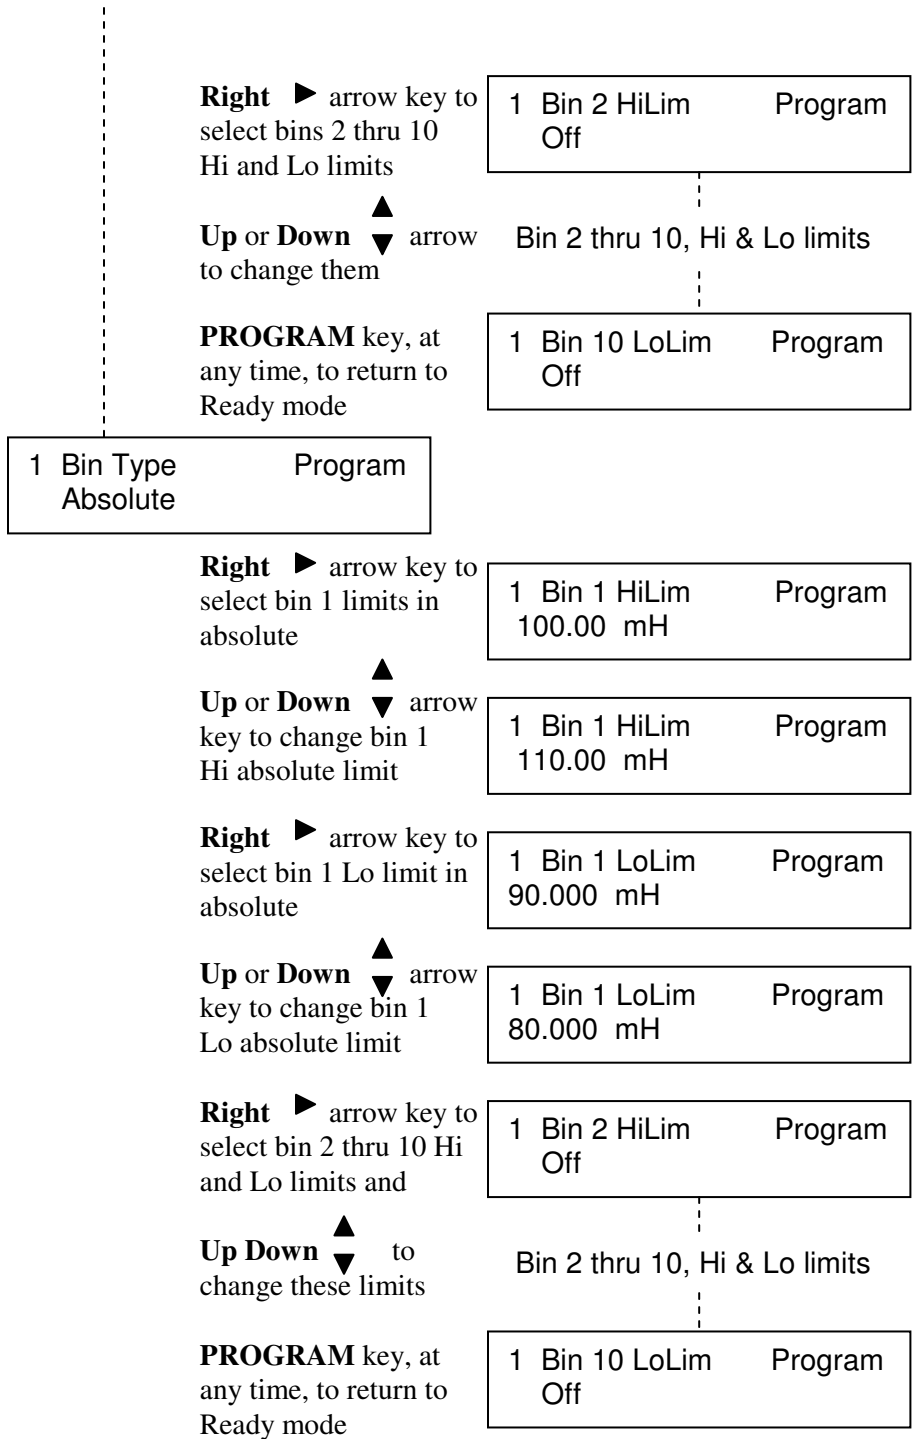 Right ▶ arrow key to
select bins 2 thru 10
Hi and Lo limits
1 Bin 2 HiLim Program
Off
▲
Up or Down ▼ arrow
to change them
Bin 2 thru 10, Hi & Lo limits
PROGRAM key, at
any time, to return to
Ready mode
1 Bin 10 LoLim Program
Off
1 Bin Type Program
Absolute
Right ▶ arrow key to
select bin 1 limits in
absolute
1 Bin 1 HiLim Program
100.00 mH
▲
Up or Down ▼ arrow
key to change bin 1
Hi absolute limit
1 Bin 1 HiLim Program
110.00 mH
Right ▶ arrow key to
select bin 1 Lo limit in
absolute
1 Bin 1 LoLim Program
90.000 mH
▲
Up or Down ▼ arrow
key to change bin 1
Lo absolute limit
1 Bin 1 LoLim Program
80.000 mH
Right ▶ arrow key to
select bin 2 thru 10 Hi
and Lo limits and
1 Bin 2 HiLim Program
Off
▲
Up Down ▼ to
change these limits
Bin 2 thru 10, Hi & Lo limits
PROGRAM key, at
any time, to return to
Ready mode
1 Bin 10 LoLim Program
Off